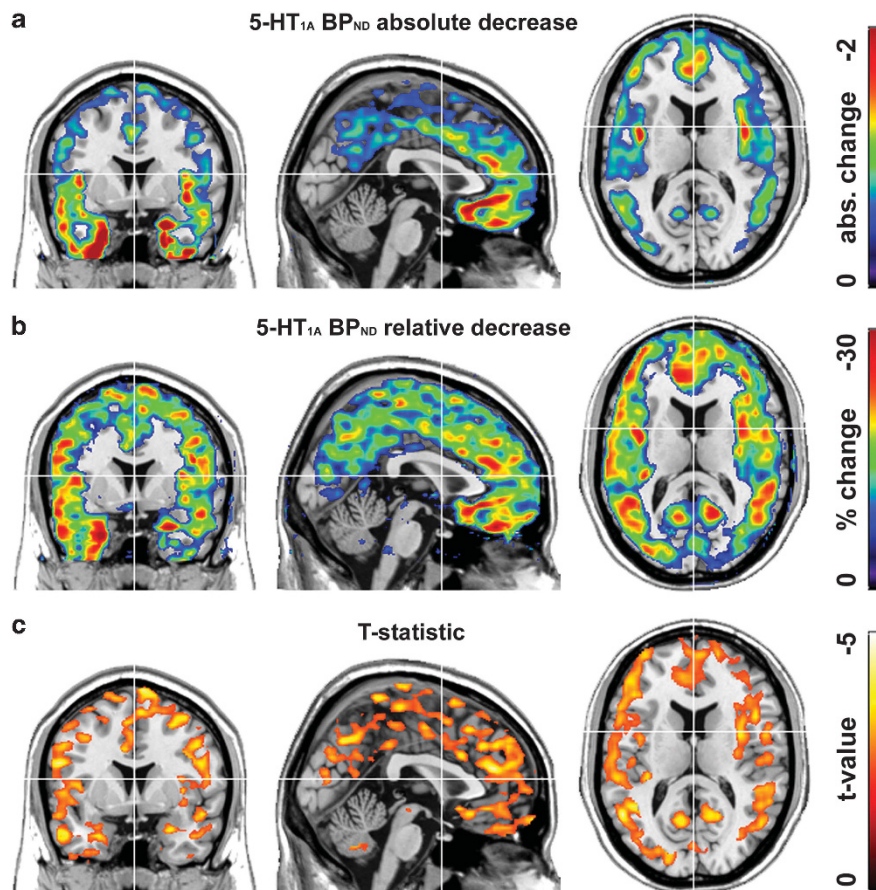 a
5-HT1A BPND absolute decrease
-2
abs. change
0
b
5-HT1A BPND relative decrease
-30
% change
0
c
T-statistic
-5
t-value
0